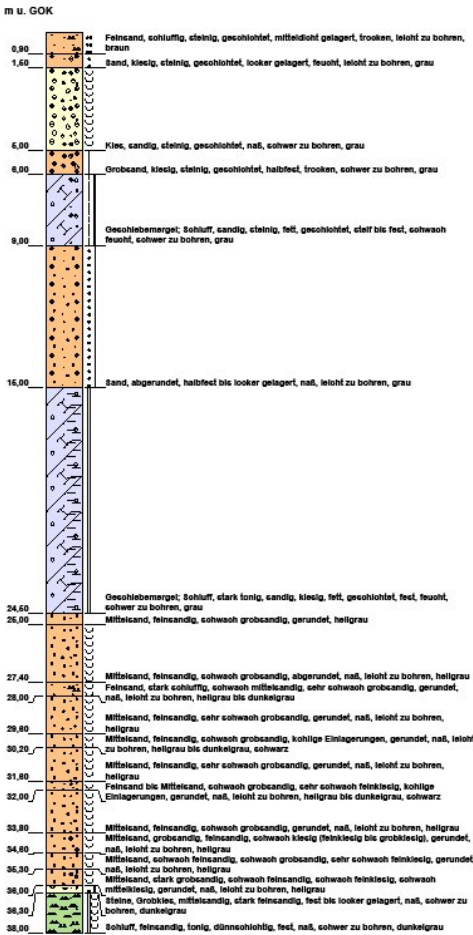 m u. GOK
Feinsand, schluffig, steinig, geschichtet, mitteldicht gelagert, trocken, leicht zu bohren,
0,90 braun
1,50 Sand, kiesig, steinig, geschichtet, locker gelagert, feucht, leicht zu bohren, grau
5,00 Kies, sandig, steinig, geschichtet, naß, schwer zu bohren, grau
6,00 Grobsand, kiesig, steinig, geschichtet, halbfest, trocken, schwer zu bohren, grau
Geschiebemergel; Schluff, sandig, steinig, fett, geschichtet, steif bis fest, schwach
9,00 feucht, schwer zu bohren, grau
15,00 Sand, abgerundet, halbfest bis locker gelagert, naß, leicht zu bohren, grau
Geschiebemergel; Schluff, stark tonig, sandig, kiesig, fett, geschichtet, fest, feucht,
24,50 schwer zu bohren, grau
25,00 Mittelsand, feinsandig, schwach grobsandig, gerundet, hellgrau
27,40 Mittelsand, feinsandig, schwach grobsandig, abgerundet, naß, leicht zu bohren, hellgrau
Feinsand, stark schluffig, schwach mittelsandig, sehr schwach grobsandig, gerundet,
28,00 naß, leicht zu bohren, hellgrau bis dunkelgrau
Mittelsand, feinsandig, sehr schwach grobsandig, gerundet, naß, leicht zu bohren,
29,60 hellgrau
Mittelsand, feinsandig, schwach grobsandig, kohlige Einlagerungen, gerundet, naß, leicht
30,20 zu bohren, hellgrau bis dunkelgrau, schwarz
Mittelsand, feinsandig, sehr schwach grobsandig, gerundet, naß, leicht zu bohren,
31,60 hellgrau
Feinsand bis Mittelsand, schwach grobsandig, sehr schwach feinkiesig, kohlige
32,00 Einlagerungen, gerundet, naß, leicht zu bohren, hellgrau bis dunkelgrau, schwarz
33,80 Mittelsand, feinsandig, schwach grobsandig, gerundet, naß, leicht zu bohren, hellgrau
Mittelsand, grobsandig, feinsandig, schwach kiesig (feinkiesig bis grobkiesig), gerundet,
34,60 naß, leicht zu bohren, hellgrau
Mittelsand, schwach feinsandig, schwach grobsandig, sehr schwach feinkiesig, gerundet,
35,30 naß, leicht zu bohren, hellgrau
Mittelsand, stark grobsandig, schwach feinsandig, schwach feinkiesig, schwach
36,00 mittelkiesig, gerundet, naß, leicht zu bohren, hellgrau
Steine, Grobkies, mittelsandig, stark feinsandig, fest bis locker gelagert, naß, schwer zu
36,30 bohren, dunkelgrau
38,00 Schluff, feinsandig, tonig, dünnschichtig, fest, naß, schwer zu bohren, dunkelgrau